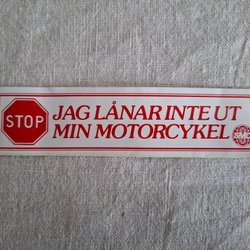 STOP
JAG LÅNAR INTE UT
MIN MOTORCYKEL